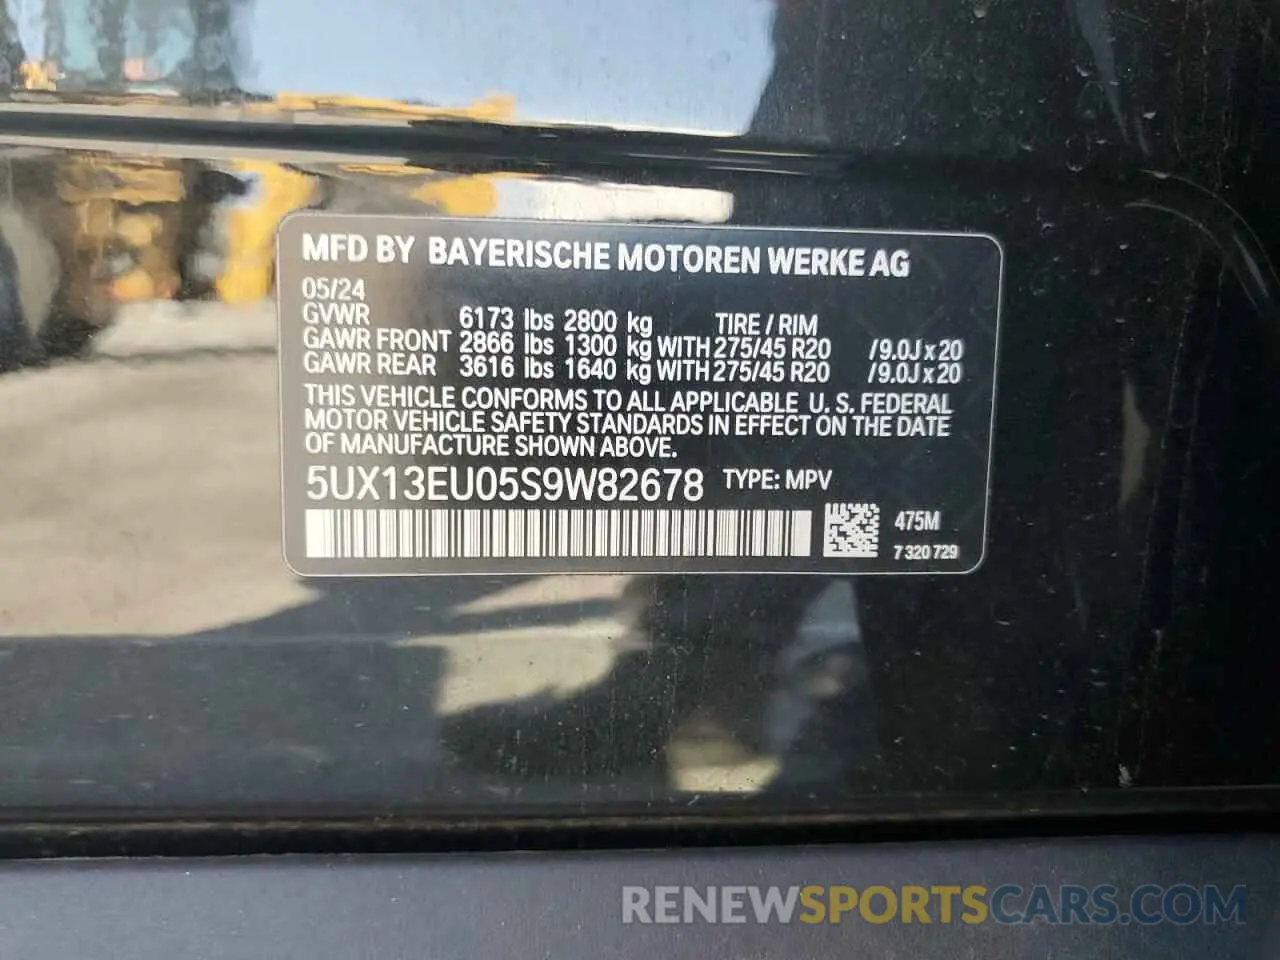 MFD BY BAYERISCHE MOTOREN WERKE AG
05/24
GVWR 6173 lbs 2800 kg TIRE / RIM
GAWR FRONT 2866 lbs 1300 kg WITH 275/45 R20 /9.0J x 20
GAWR REAR 3616 lbs 1640 kg WITH 275/45 R20 /9.0J x 20
THIS VEHICLE CONFORMS TO ALL APPLICABLE U. S. FEDERAL
MOTOR VEHICLE SAFETY STANDARDS IN EFFECT ON THE DATE
OF MANUFACTURE SHOWN ABOVE.
5UX13EU05S9W82678 TYPE: MPV
475M
7 320 729
RENEWSPORTSCARS.COM